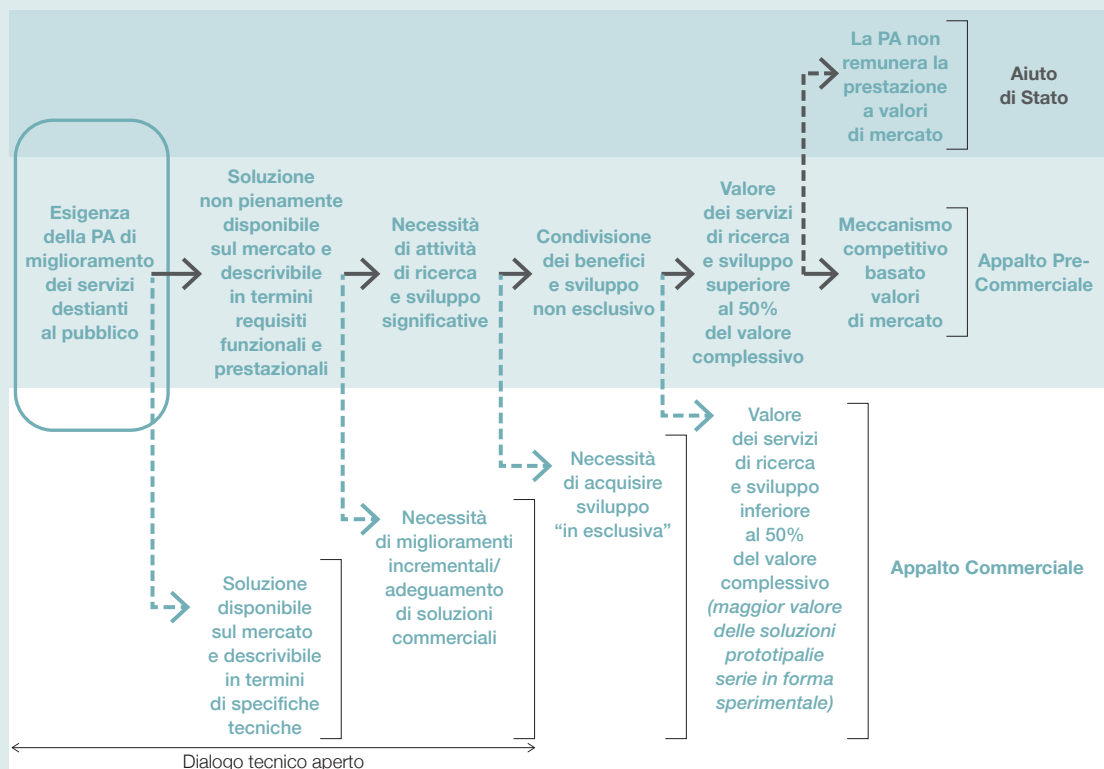 La PA non
remunera la
prestazione
a valori
di mercato
Aiuto
di Stato
Esigenza
della PA di
miglioramento
dei servizi
destianti
al pubblico
Soluzione
non pienamente
disponibile
sul mercato e
descrivibile
in termini
requisiti
funzionali e
prestazionali
Necessità
di attività
di ricerca
e sviluppo
significative
Condivisione
dei benefici
e sviluppo
non esclusivo
Valore
dei servizi
di ricerca
e sviluppo
superiore
al 50%
del valore
complessivo
Meccanismo
competitivo
basato
valori
di mercato
Appalto Pre-
Commerciale
Soluzione
disponibile
sul mercato
e descrivibile
in termini
di specifiche
tecniche
Necessità
di miglioramenti
incrementali/
adeguamento
di soluzioni
commerciali
Necessità
di acquisire
sviluppo
“in esclusiva”
Valore
dei servizi
di ricerca
e sviluppo
inferiore
al 50%
del valore
complessivo
(maggior valore
delle soluzioni
prototipalie
serie in forma
sperimentale)
Appalto Commerciale
Dialogo tecnico aperto